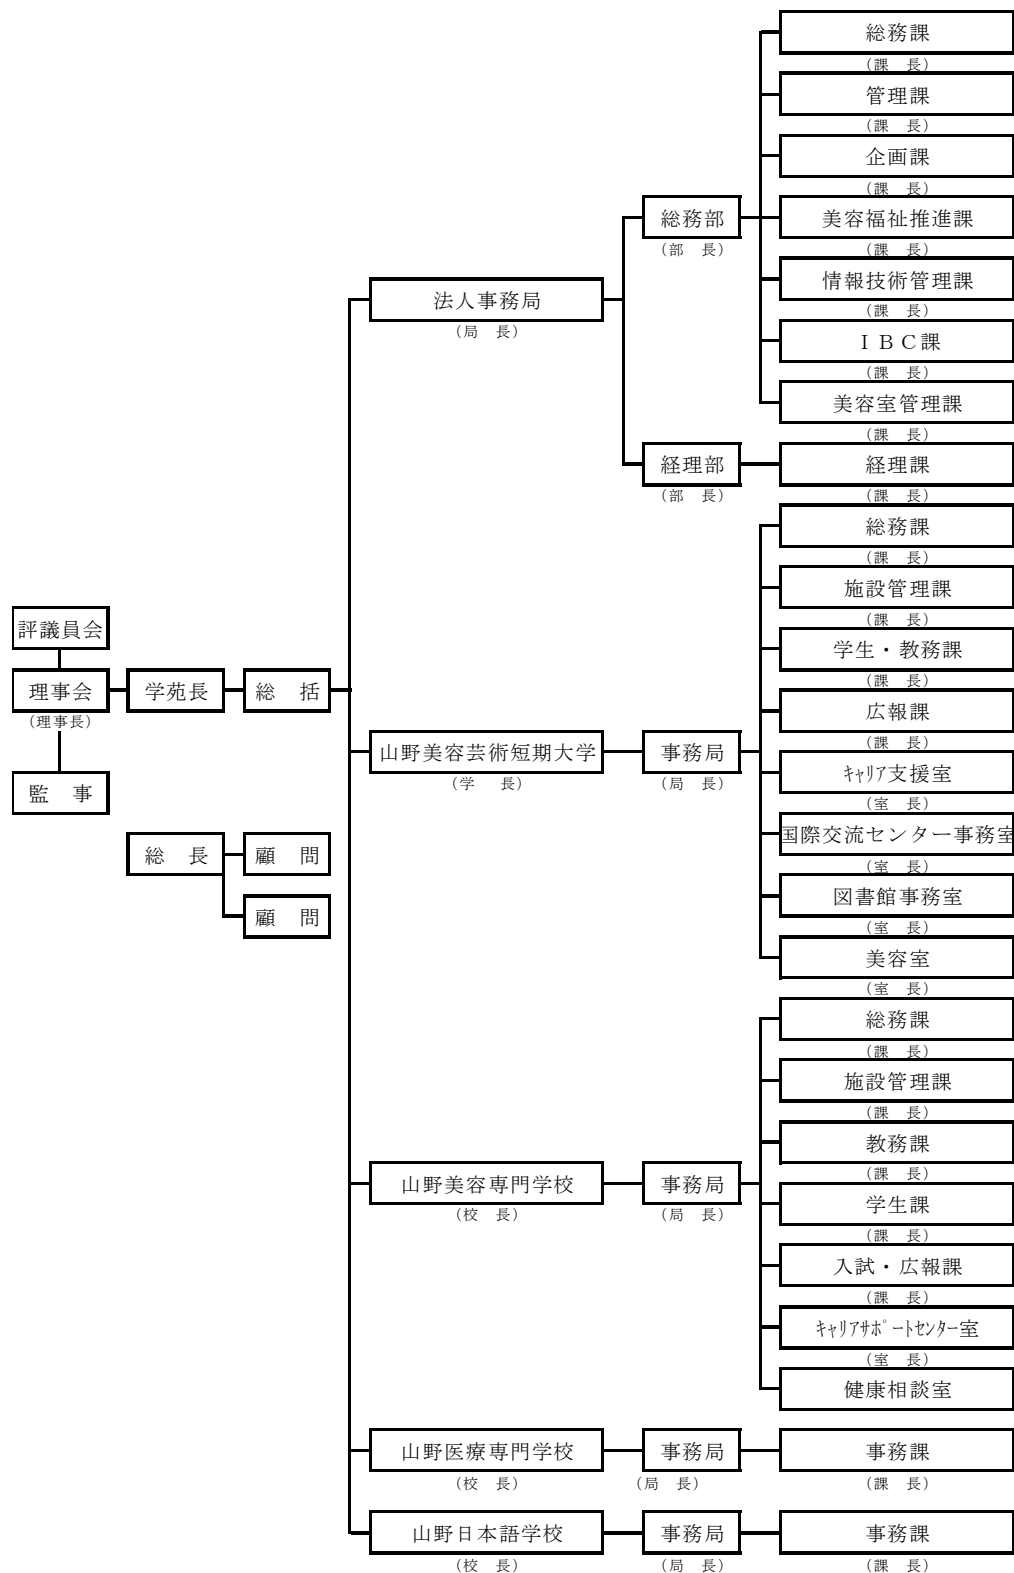 総務課
（課　長）
管理課
（課　長）
企画課
（課　長）
総務部
（部　長）
美容福祉推進課
（課　長）
情報技術管理課
（課　長）
法人事務局
（局　長）
ＩＢＣ課
（課　長）
美容室管理課
（課　長）
経理部
（部　長）
経理課
（課　長）
総務課
（課　長）
施設管理課
（課　長）
評議員会
学生・教務課
（課　長）
理事会
（理事長）
学苑長
総　括
広報課
（課　長）
山野美容芸術短期大学
（学　長）
事務局
（局　長）
ｷｬﾘｱ支援室
（室　長）
監　事
国際交流センター事務室
（室　長）
総　長
顧　問
図書館事務室
（室　長）
顧　問
美容室
（室　長）
総務課
（課　長）
施設管理課
（課　長）
教務課
（課　長）
山野美容専門学校
（校　長）
事務局
（局　長）
学生課
（課　長）
入試・広報課
（課　長）
ｷｬﾘｱｻﾎﾟｰﾄｾﾝﾀｰ室
（室　長）
健康相談室
山野医療専門学校
（校　長）
事務局
（局　長）
事務課
（課　長）
山野日本語学校
（校　長）
事務局
（局　長）
事務課
（課　長）